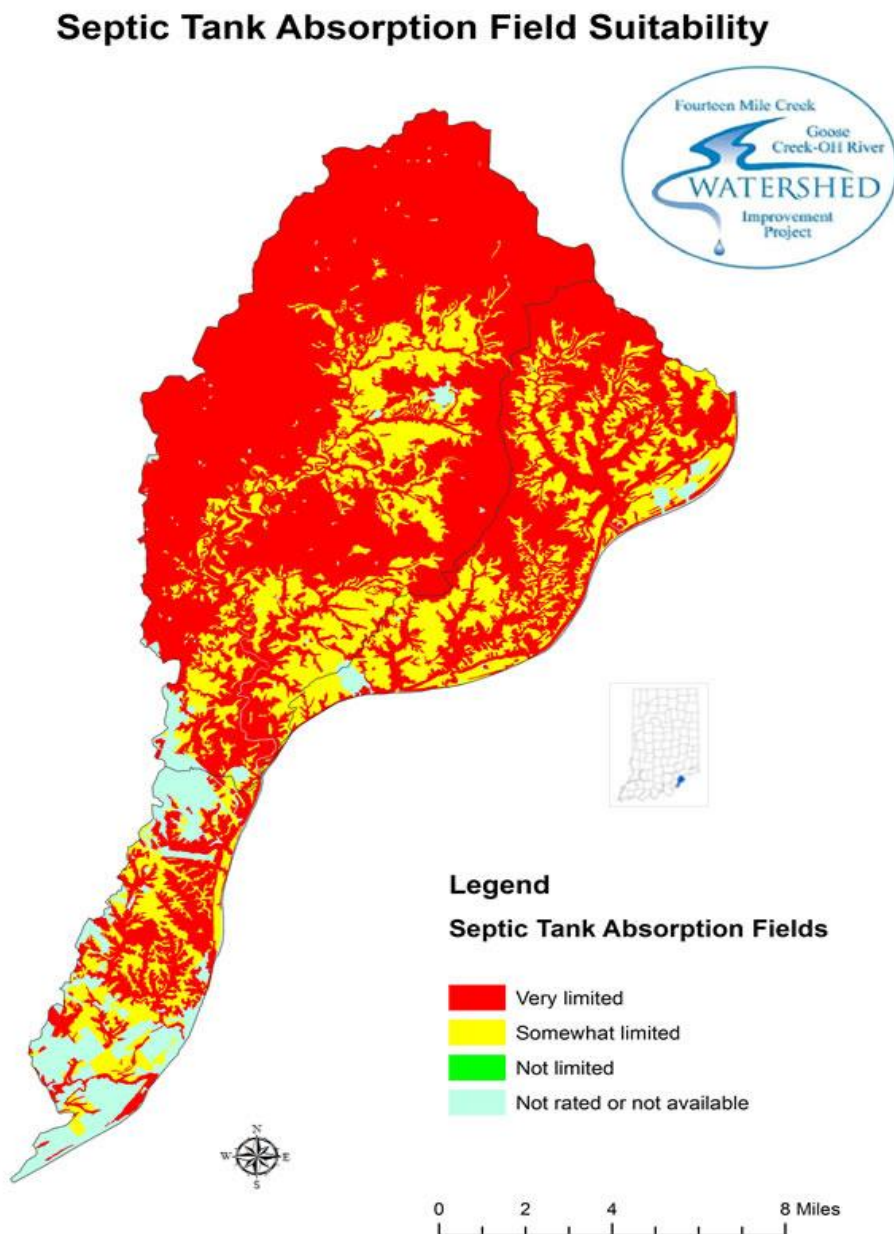 Septic Tank Absorption Field Suitability
Fourteen Mile Creek
Goose
Creek-OH River
WATERSHED
Improvement
Project
Legend
Septic Tank Absorption Fields
Very limited
Somewhat limited
Not limited
Not rated or not available
N
W E
S
0 2 4 8 Miles